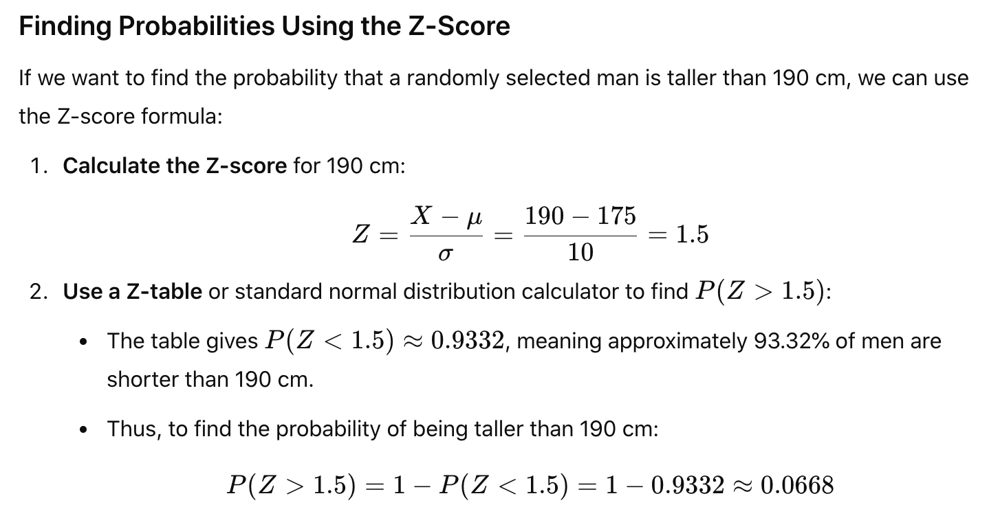 Finding Probabilities Using the Z-Score
If we want to find the probability that a randomly selected man is taller than 190 cm, we can use
the Z-score formula:
1. Calculate the Z-score for 190 cm:
Z = \frac{X - μ}{σ} = \frac{190 - 175}{10} = 1.5
2. Use a Z-table or standard normal distribution calculator to find P(Z > 1.5):
• The table gives P(Z < 1.5) ≈ 0.9332, meaning approximately 93.32% of men are
shorter than 190 cm.
• Thus, to find the probability of being taller than 190 cm:
P(Z > 1.5) = 1 − P(Z < 1.5) = 1 − 0.9332 ≈ 0.0668